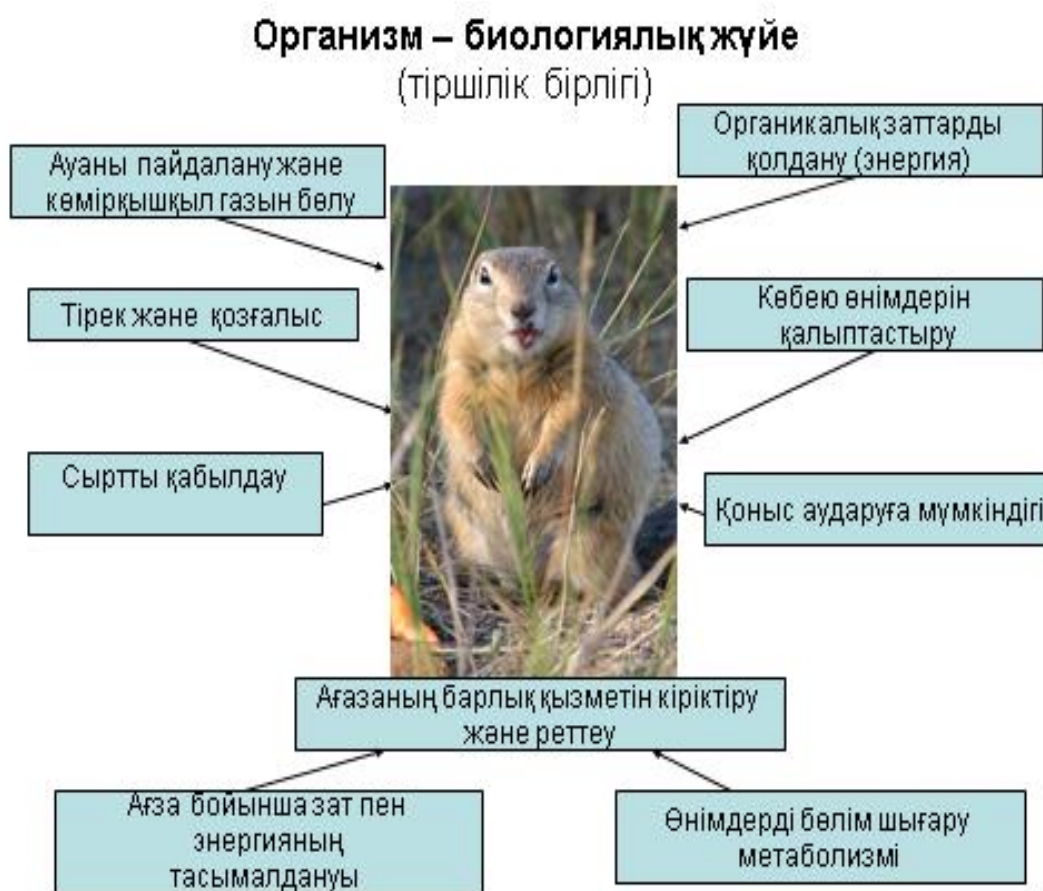 Организм – биологиялық жүйе
(тіршілік бірлігі)
Ауаны пайдалану және
көмірқышқыл газын бөлу
Органикалық заттарды
қолдану (энергия)
Тірек және қозғалыс
Көбею өнімдерін
қалыптастыру
Сыртты қабылдау
Қоныс аударуға мүмкіндігі
Ағазаның барлық қызметін кіріктіру
және реттеу
Ағза бойынша зат пен
энергияның
тасымалдануы
Өнімдерді бөлім шығару
метаболизмі